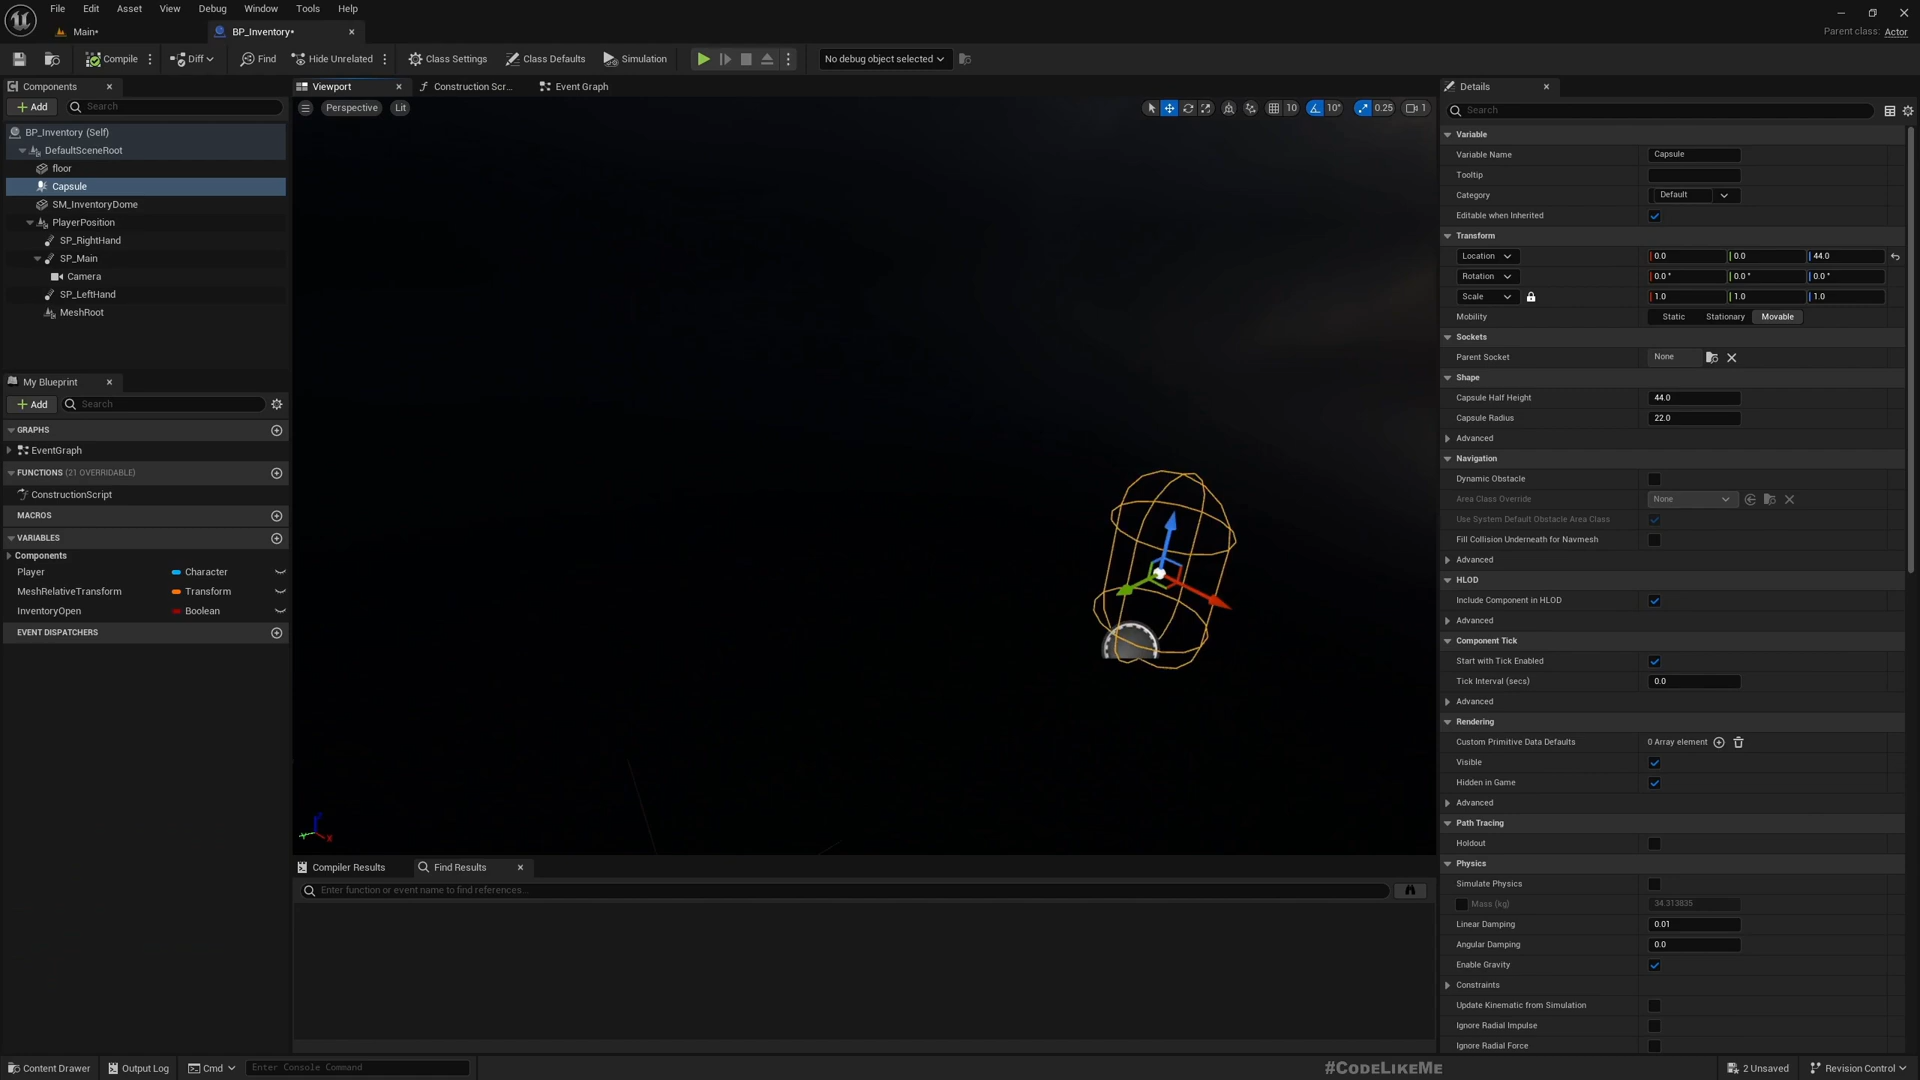 File Edit Asset View Debug Window Tools Help
Main•
BP_Inventory•
Parent class: Actor
Compile
Diff
Find
Hide Unrelated
Class Settings
Class Defaults
Simulation
No debug object selected
Components
Add
Search
BP_Inventory (Self)
DefaultSceneRoot
floor
Capsule
SM_InventoryDome
PlayerPosition
SP_RightHand
SP_Main
Camera
SP_LeftHand
MeshRoot
My Blueprint
Add
Search
GRAPHS
EventGraph
FUNCTIONS (21 OVERRIDABLE)
ConstructionScript
MACROS
VARIABLES
Components
Player Character
MeshRelativeTransform Transform
InventoryOpen Boolean
EVENT DISPATCHERS
Viewport
Construction Scr...
Event Graph
Perspective
Lit
10
10°
0.25
1
Compiler Results
Find Results
Enter function or event name to find references...
Details
Search
Variable
Variable Name Capsule
Tooltip
Category Default
Editable when Inherited
Transform
Location 0.0 0.0 44.0
Rotation 0.0 ° 0.0 ° 0.0 °
Scale 1.0 1.0 1.0
Mobility Static Stationary Movable
Sockets
Parent Socket None
Shape
Capsule Half Height 44.0
Capsule Radius 22.0
Advanced
Navigation
Dynamic Obstacle
Area Class Override None
Use System Default Obstacle Area Class
Fill Collision Underneath for Navmesh
Advanced
HLOD
Include Component in HLOD
Advanced
Component Tick
Start with Tick Enabled
Tick Interval (secs) 0.0
Advanced
Rendering
Custom Primitive Data Defaults 0 Array element
Visible
Hidden in Game
Advanced
Path Tracing
Holdout
Physics
Simulate Physics
Mass (kg) 34.313835
Linear Damping 0.01
Angular Damping 0.0
Enable Gravity
Constraints
Update Kinematic from Simulation
Ignore Radial Impulse
Ignore Radial Force
Content Drawer
Output Log
Cmd
Enter Console Command
#CodeLikeMe
2 Unsaved
Revision Control